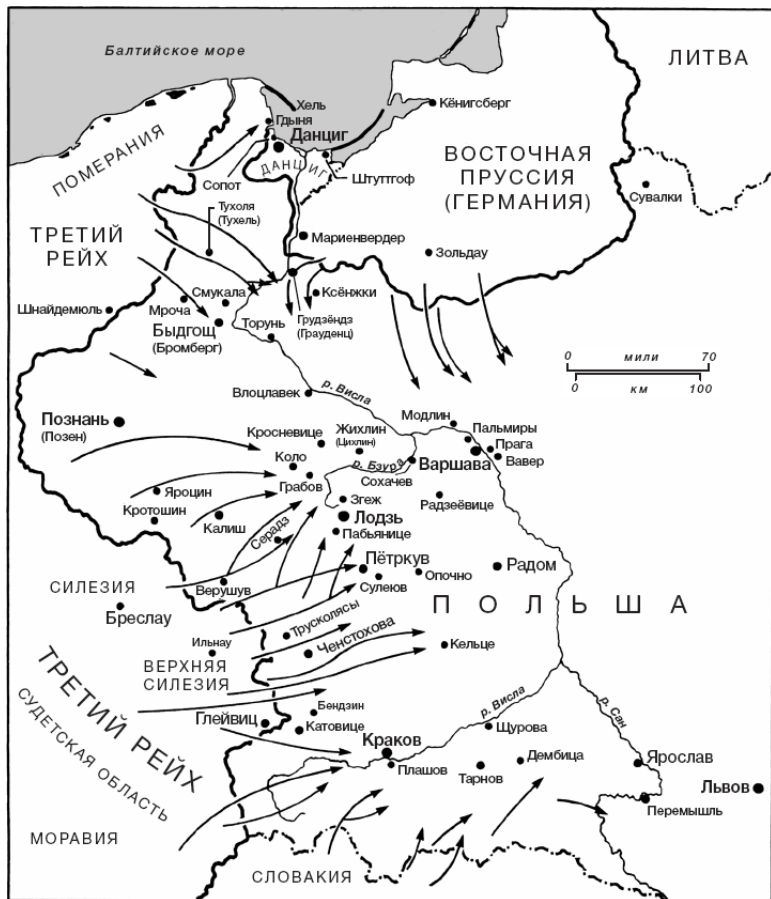 Балтийское море
ЛИТВА
Хель
Гдыня
Кёнигсберг
Данциг
ПОМЕРАНИЯ
ДАНЦИГ
ВОСТОЧНАЯ
ПРУССИЯ
(ГЕРМАНИЯ)
Сопот
Штуттгоф
Сувалки
Тухоля
(Тухель)
ТРЕТИЙ
РЕЙХ
Мариенвердер
Зольдау
Смукала
Ксёнжки
Шнайдемюль
Мроча
Грудзёндз
(Грауденц)
Быдгощ
(Бромберг)
Торунь
0 мили 70
0 км 100
Влоцлавек
р. Висла
Познань
(Позен)
Модлин
Пальмиры
Кросневице
Жихлин
(Цихлин)
Прага
Варшава
Вавер
Коло
р. Бзура
Сохачев
Яроцин
Грабов
Згеж
Радзеёвице
Кротошин
Калиш
Лодзь
Серадз
Пабьянице
Пётркув
Радом
СИЛЕЗИЯ
Верушув
Сулеюв
Опочно
Бреслау
ПОЛЬША
Трусколясы
Ильнау
Ченстохова
Кельце
ВЕРХНЯЯ
СИЛЕЗИЯ
ТРЕТИЙ РЕЙХ
СУДЕТСКАЯ ОБЛАСТЬ
Бендзин
р. Висла
р. Сан
Глейвиц
Катовице
Щурова
Краков
Плашов
Тарнов
Дембица
Ярослав
Львов
Перемышль
МОРАВИЯ
СЛОВАКИЯ